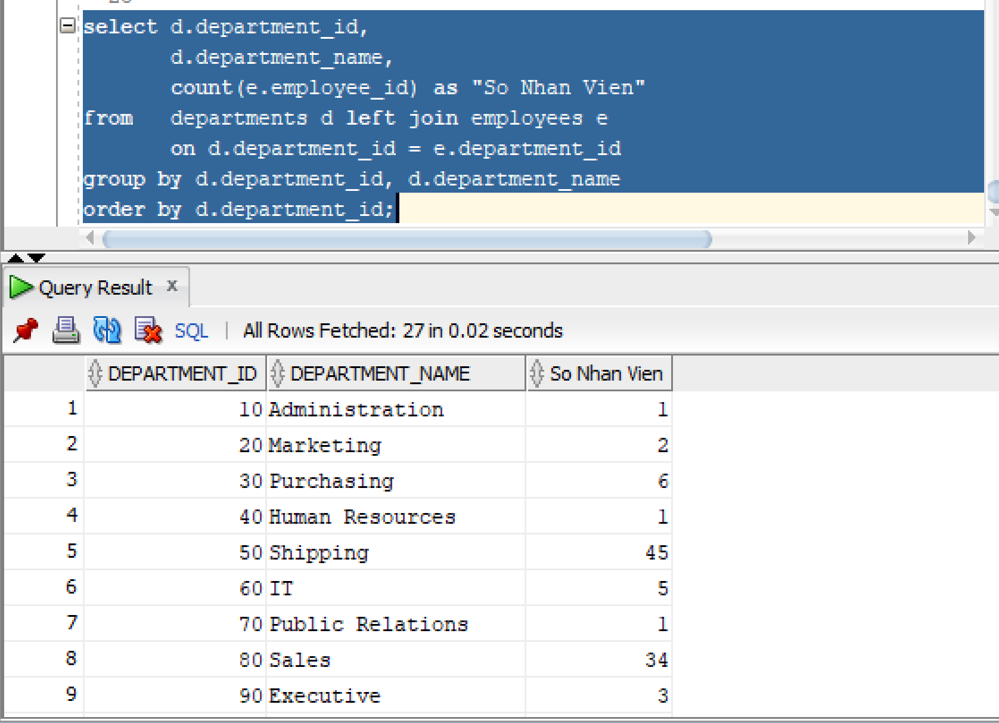 select d.department_id,
d.department_name,
count(e.employee_id) as "So Nhan Vien"
from departments d left join employees e
on d.department_id = e.department_id
group by d.department_id, d.department_name
order by d.department_id;
Query Result x
SQL | All Rows Fetched: 27 in 0.02 seconds
DEPARTMENT_ID DEPARTMENT_NAME So Nhan Vien
1 10 Administration 1
2 20 Marketing 2
3 30 Purchasing 6
4 40 Human Resources 1
5 50 Shipping 45
6 60 IT 5
7 70 Public Relations 1
8 80 Sales 34
9 90 Executive 3